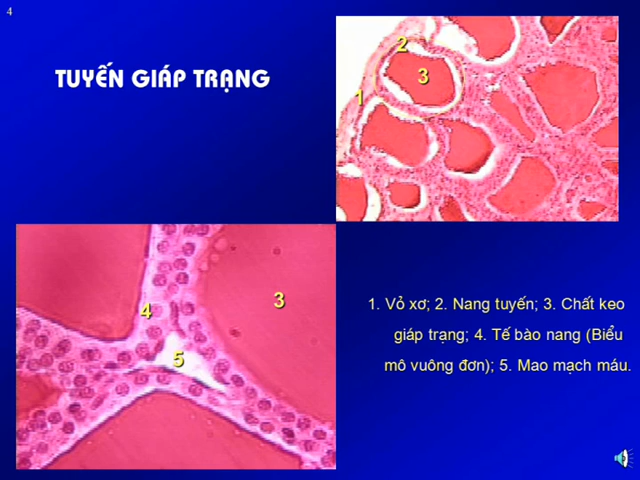 4
TUYẾN GIÁP TRẠNG
2
3
1
4
3
5
1. Vỏ xơ; 2. Nang tuyến; 3. Chất keo
giáp trạng; 4. Tế bào nang (Biểu
mô vuông đơn); 5. Mao mạch máu.